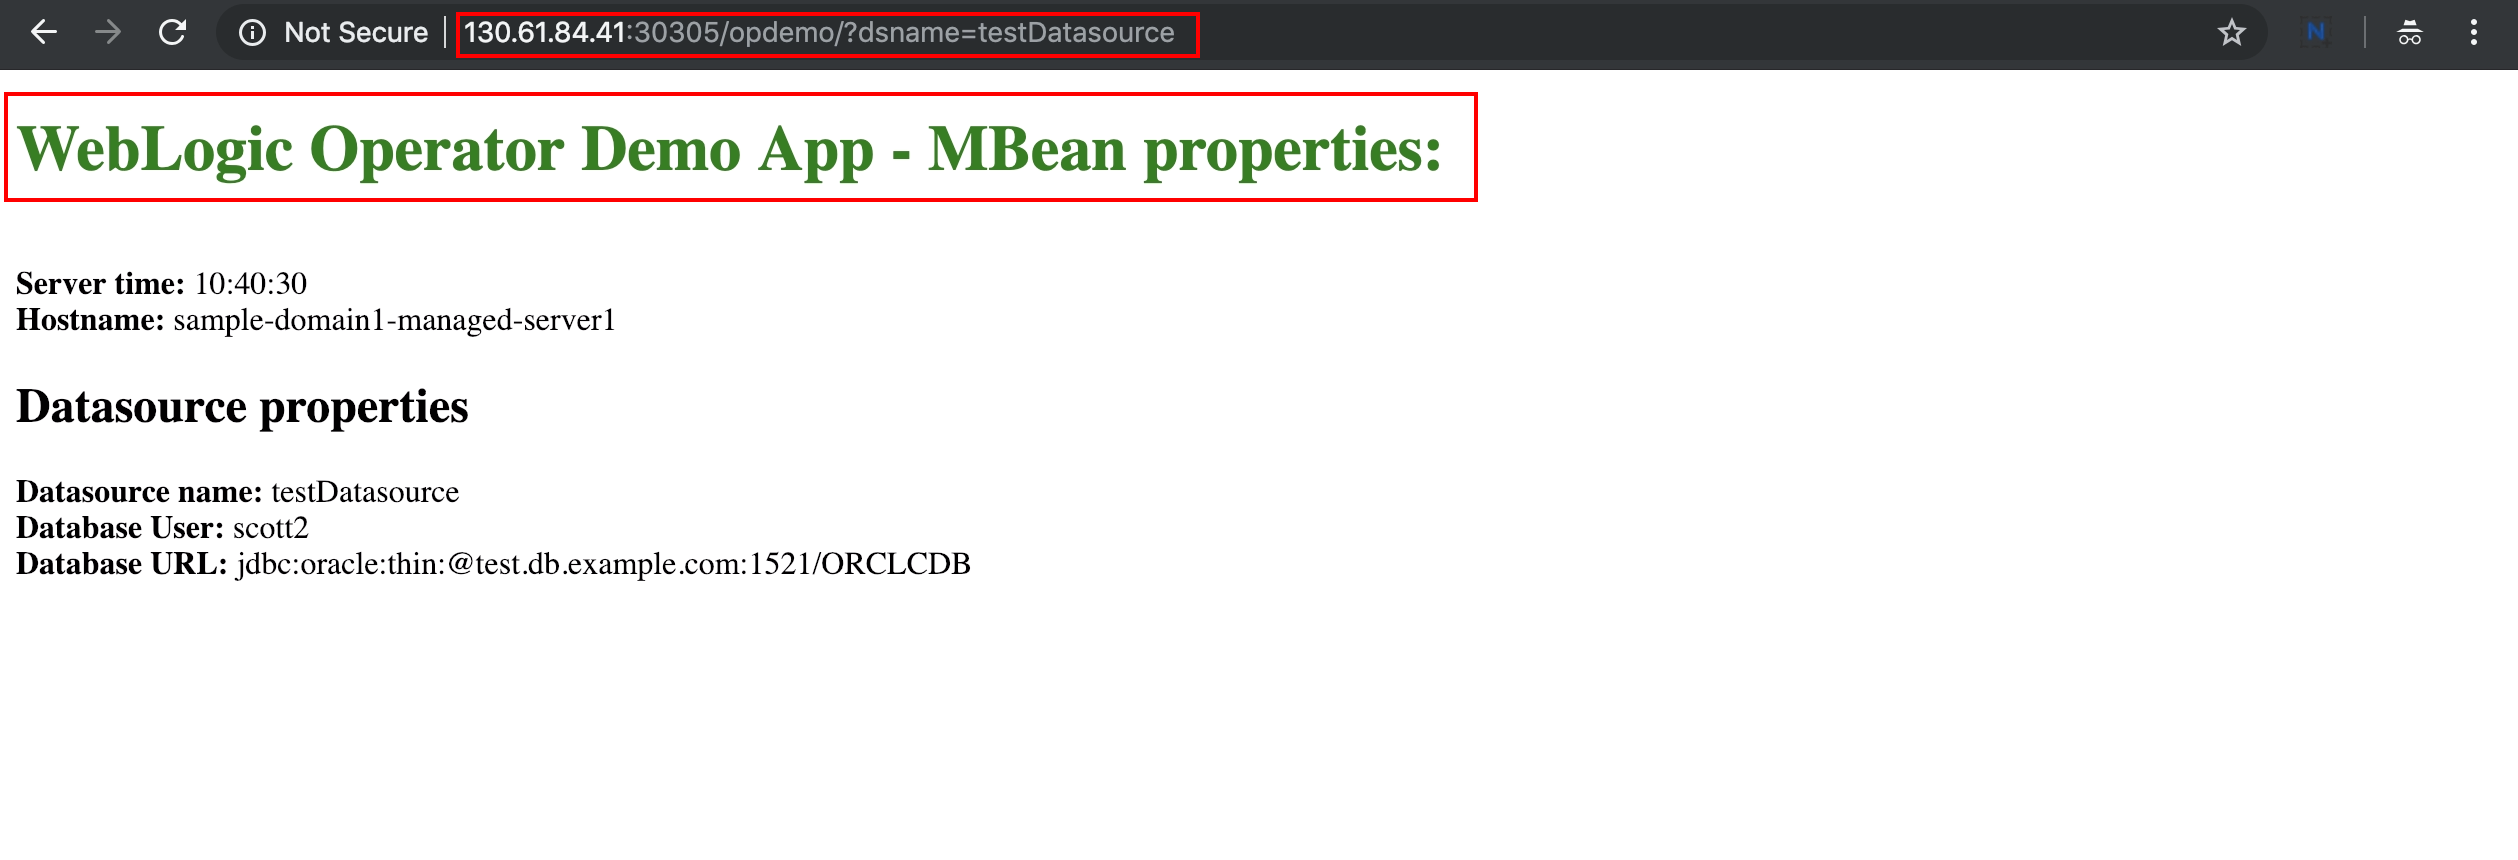 Not Secure | 130.61.84.41:30305/opdemo/?dsname=testDatasource N
WebLogic Operator Demo App - MBean properties:
Server time: 10:40:30
Hostname: sample-domain1-managed-server1
Datasource properties
Datasource name: testDatasource
Database User: scott2
Database URL: jdbc:oracle:thin:@test.db.example.com:1521/ORCLCDB